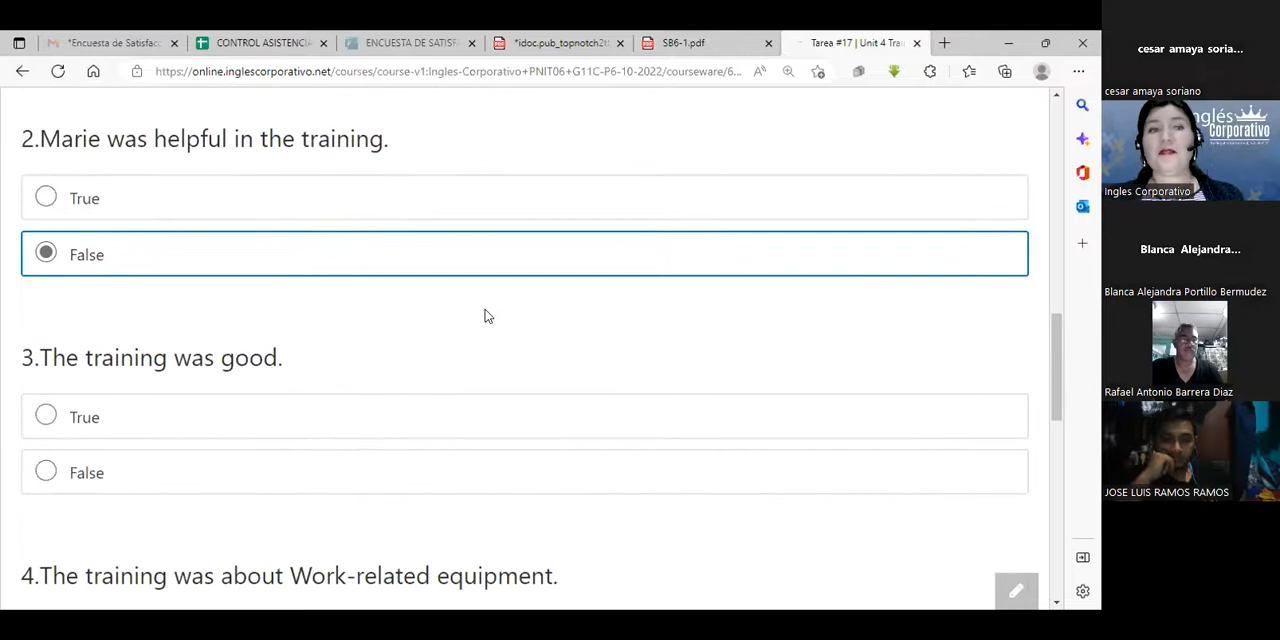 *Encuesta de Satisfacc
CONTROL ASISTENCI
ENCUESTA DE SATISF
*idoc.pub_topnotch2t
SB6-1.pdf
Tarea #17 | Unit 4 Trai
https://online.inglescorporativo.net/courses/course-v1:Ingles-Corporativo+PNIT06+G11C-P6-10-2022/courseware/6...
2.Marie was helpful in the training.
True
False
3.The training was good.
True
False
4.The training was about Work-related equipment.
cesar amaya soria...
cesar amaya soriano
Inglés
Corporativo
Ingles Corporativo
Blanca Alejandra...
Blanca Alejandra Portillo Bermudez
Rafael Antonio Barrera Diaz
JOSE LUIS RAMOS RAMOS